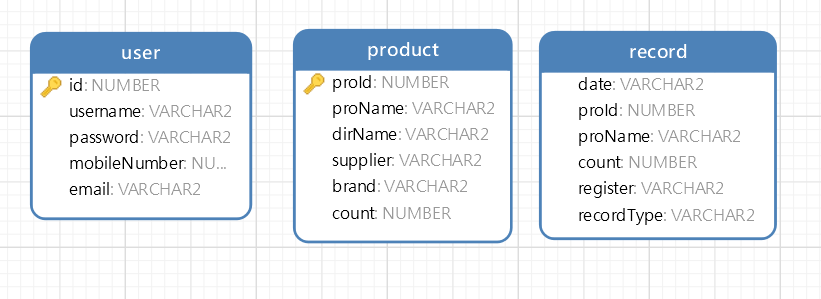 user
id: NUMBER
username: VARCHAR2
password: VARCHAR2
mobileNumber: NU...
email: VARCHAR2
product
proId: NUMBER
proName: VARCHAR2
dirName: VARCHAR2
supplier: VARCHAR2
brand: VARCHAR2
count: NUMBER
record
date: VARCHAR2
proId: NUMBER
proName: VARCHAR2
count: NUMBER
register: VARCHAR2
recordType: VARCHAR2